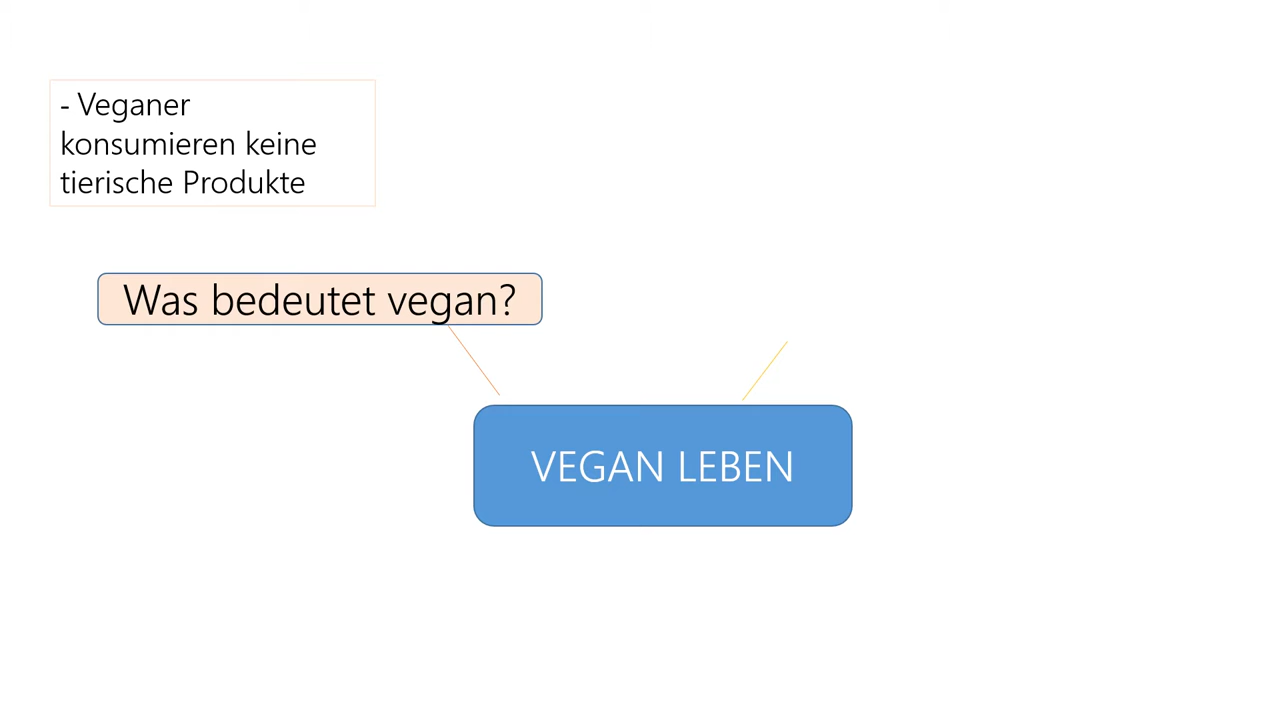 - Veganer
konsumieren keine
tierische Produkte
Was bedeutet vegan?
VEGAN LEBEN